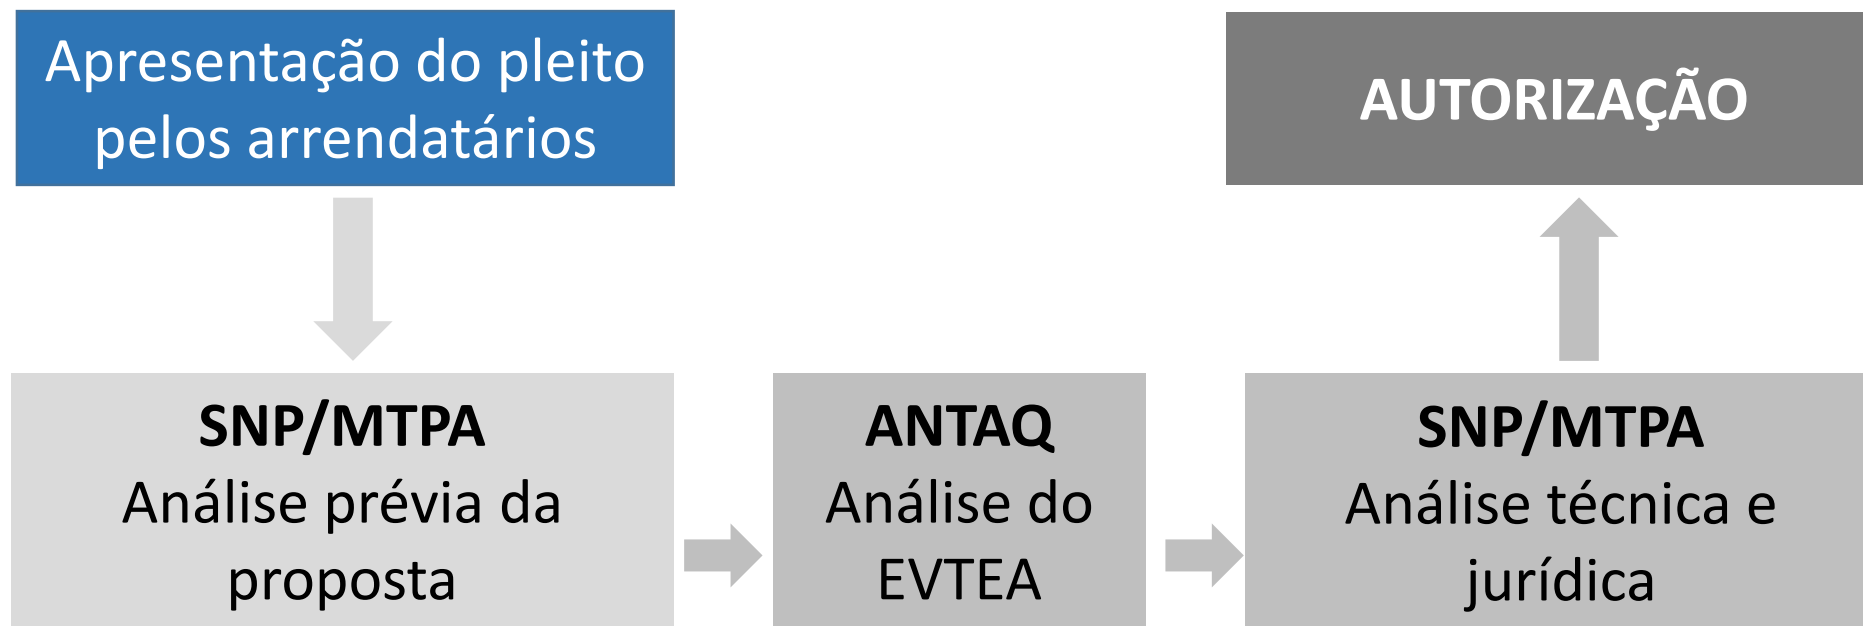 Apresentação do pleito
pelos arrendatários
AUTORIZAÇÃO
SNP/MTPA
Análise prévia da
proposta
ANTAQ
Análise do
EVTEA
SNP/MTPA
Análise técnica e
jurídica